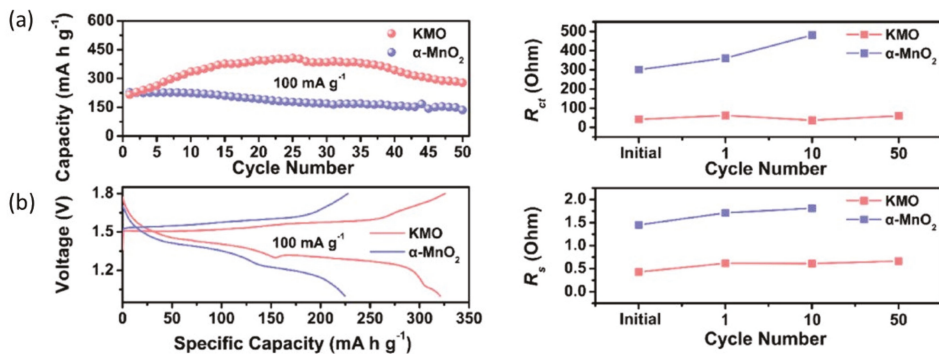 (a)
Capacity (mA h g⁻¹)
600
450
300
150
0
KMO
α-MnO₂
100 mA g⁻¹
0 5 10 15 20 25 30 35 40 45 50
Cycle Number
R_ct (Ohm)
500
400
300
200
100
0
KMO
α-MnO₂
Initial 1 10 50
Cycle Number
(b)
Voltage (V)
1.8
1.5
1.2
100 mA g⁻¹
KMO
α-MnO₂
0 50 100 150 200 250 300 350
Specific Capacity (mA h g⁻¹)
R_s (Ohm)
2.0
1.5
1.0
0.5
0.0
KMO
α-MnO₂
Initial 1 10 50
Cycle Number